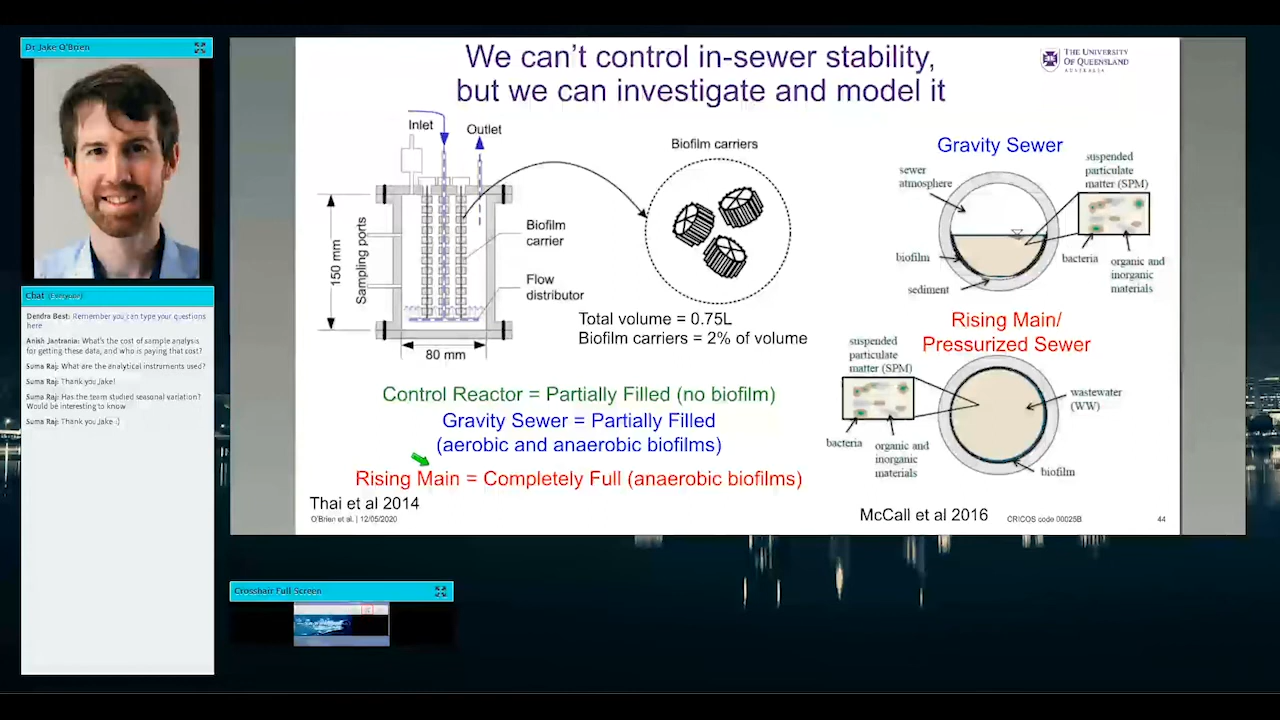 Dr Jake O'Brien
Chat (Everyone)
Dendra Best: Remember you can type your questions
here
Anish Jantrania: What's the cost of sample analysis
for getting these data, and who is paying that cost?
Suma Raj: What are the analytical instruments used?
Suma Raj: Thank you Jake!
Suma Raj: Has the team studied seasonal variation?
Would be interesting to know
Suma Raj: Thank you Jake :)
We can't control in-sewer stability,
but we can investigate and model it
THE UNIVERSITY
OF QUEENSLAND
AUSTRALIA
Inlet
Outlet
150 mm
Sampling ports
Biofilm
carrier
Flow
distributor
80 mm
Biofilm carriers
Total volume = 0.75L
Biofilm carriers = 2% of volume
Control Reactor = Partially Filled (no biofilm)
Gravity Sewer = Partially Filled
(aerobic and anaerobic biofilms)
Rising Main = Completely Full (anaerobic biofilms)
Thai et al 2014
O'Brien et al. | 12/05/2020
Gravity Sewer
sewer
atmosphere
suspended
particulate
matter (SPM)
biofilm
sediment
bacteria
organic and
inorganic
materials
Rising Main/
Pressurized Sewer
suspended
particulate
matter (SPM)
wastewater
(WW)
bacteria
organic and
inorganic
materials
biofilm
McCall et al 2016
CRICOS code 00025B
44
Crosshair Full Screen